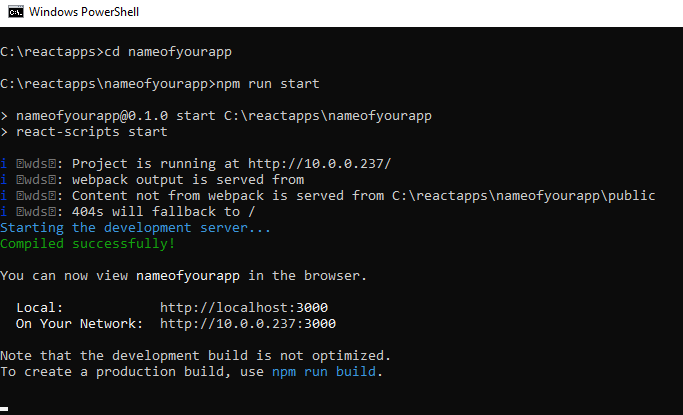 Windows PowerShell
C:\reactapps>cd nameofyourapp
C:\reactapps\nameofyourapp>npm run start
> nameofyourapp@0.1.0 start C:\reactapps\nameofyourapp
> react-scripts start
i ⍰wds⍰: Project is running at http://10.0.0.237/
i ⍰wds⍰: webpack output is served from
i ⍰wds⍰: Content not from webpack is served from C:\reactapps\nameofyourapp\public
i ⍰wds⍰: 404s will fallback to /
Starting the development server...
Compiled successfully!
You can now view nameofyourapp in the browser.
Local: http://localhost:3000
On Your Network: http://10.0.0.237:3000
Note that the development build is not optimized.
To create a production build, use npm run build.